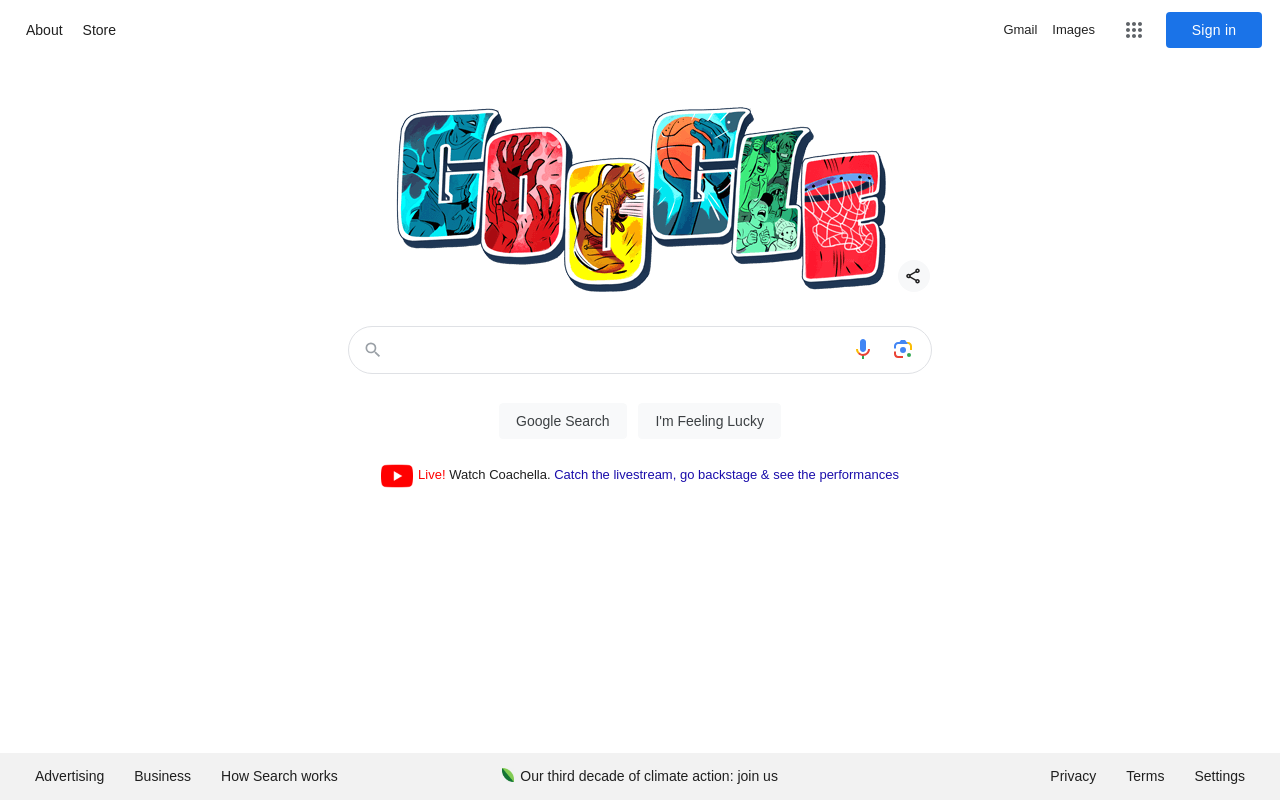 About Store Gmail Images Sign in
GOOGLE
Google Search I'm Feeling Lucky
Live! Watch Coachella. Catch the livestream, go backstage & see the performances
Advertising Business How Search works Our third decade of climate action: join us Privacy Terms Settings